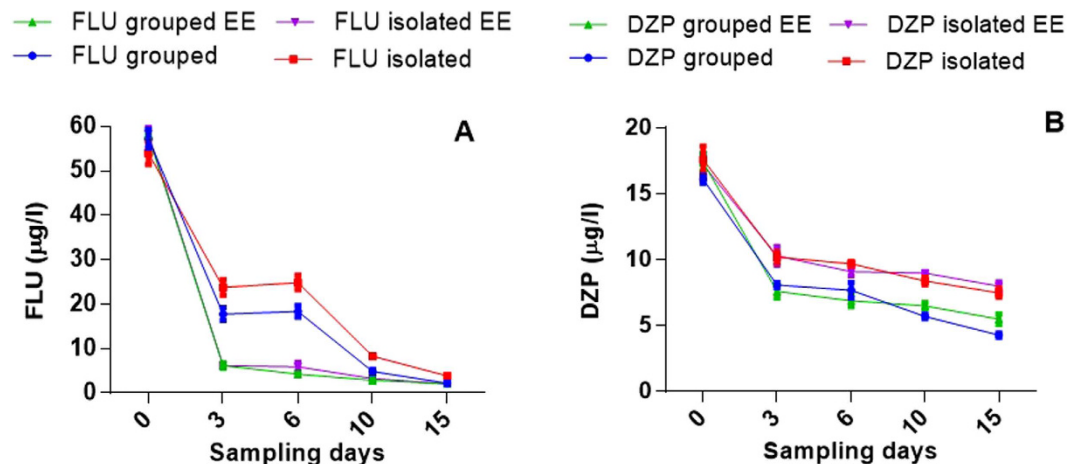 FLU grouped EE FLU isolated EE
FLU grouped FLU isolated
A
60
50
40
30
20
10
0
FLU (µg/l)
0 3 6 10 15
Sampling days
DZP grouped EE DZP isolated EE
DZP grouped DZP isolated
B
20
15
10
5
0
DZP (µg/l)
0 3 6 10 15
Sampling days